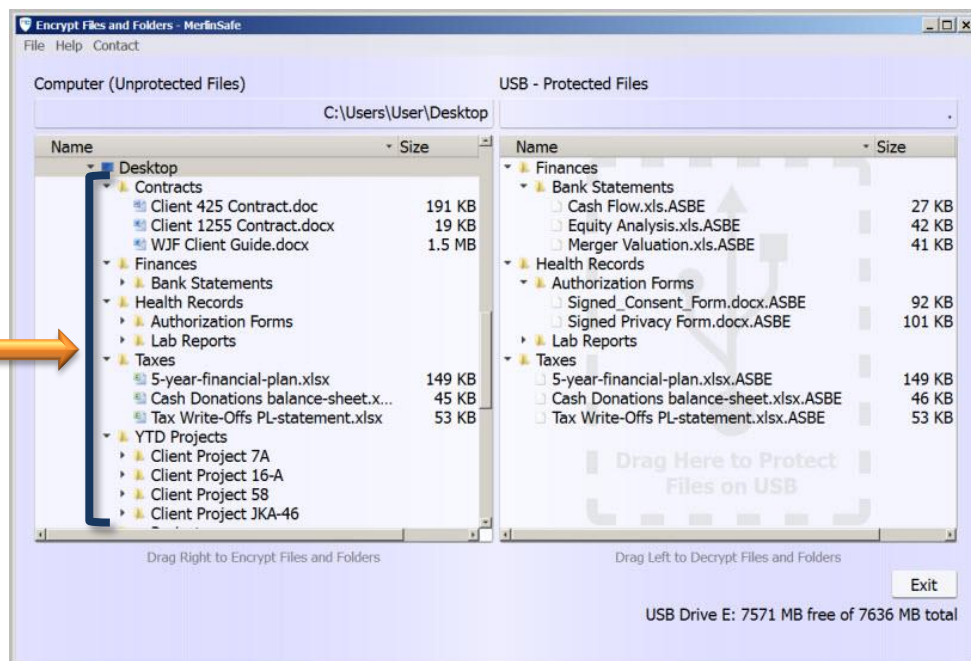 Encrypt Files and Folders - MerlinSafe
File Help Contact
Computer (Unprotected Files)
C:\Users\User\Desktop
Name Size
Desktop
Contracts
Client 425 Contract.doc 191 KB
Client 1255 Contract.docx 19 KB
WJF Client Guide.docx 1.5 MB
Finances
Bank Statements
Health Records
Authorization Forms
Lab Reports
Taxes
5-year-financial-plan.xlsx 149 KB
Cash Donations balance-sheet.x... 45 KB
Tax Write-Offs PL-statement.xlsx 53 KB
YTD Projects
Client Project 7A
Client Project 16-A
Client Project 58
Client Project JKA-46
Drag Right to Encrypt Files and Folders
USB - Protected Files
.
Name Size
Finances
Bank Statements
Cash Flow.xls.ASBE 27 KB
Equity Analysis.xls.ASBE 42 KB
Merger Valuation.xls.ASBE 41 KB
Health Records
Authorization Forms
Signed_Consent_Form.docx.ASBE 92 KB
Signed Privacy Form.docx.ASBE 101 KB
Lab Reports
Taxes
5-year-financial-plan.xlsx.ASBE 149 KB
Cash Donations balance-sheet.xlsx.ASBE 46 KB
Tax Write-Offs PL-statement.xlsx.ASBE 53 KB
Drag Here to Protect
Files on USB
Drag Left to Decrypt Files and Folders
Exit
USB Drive E: 7571 MB free of 7636 MB total